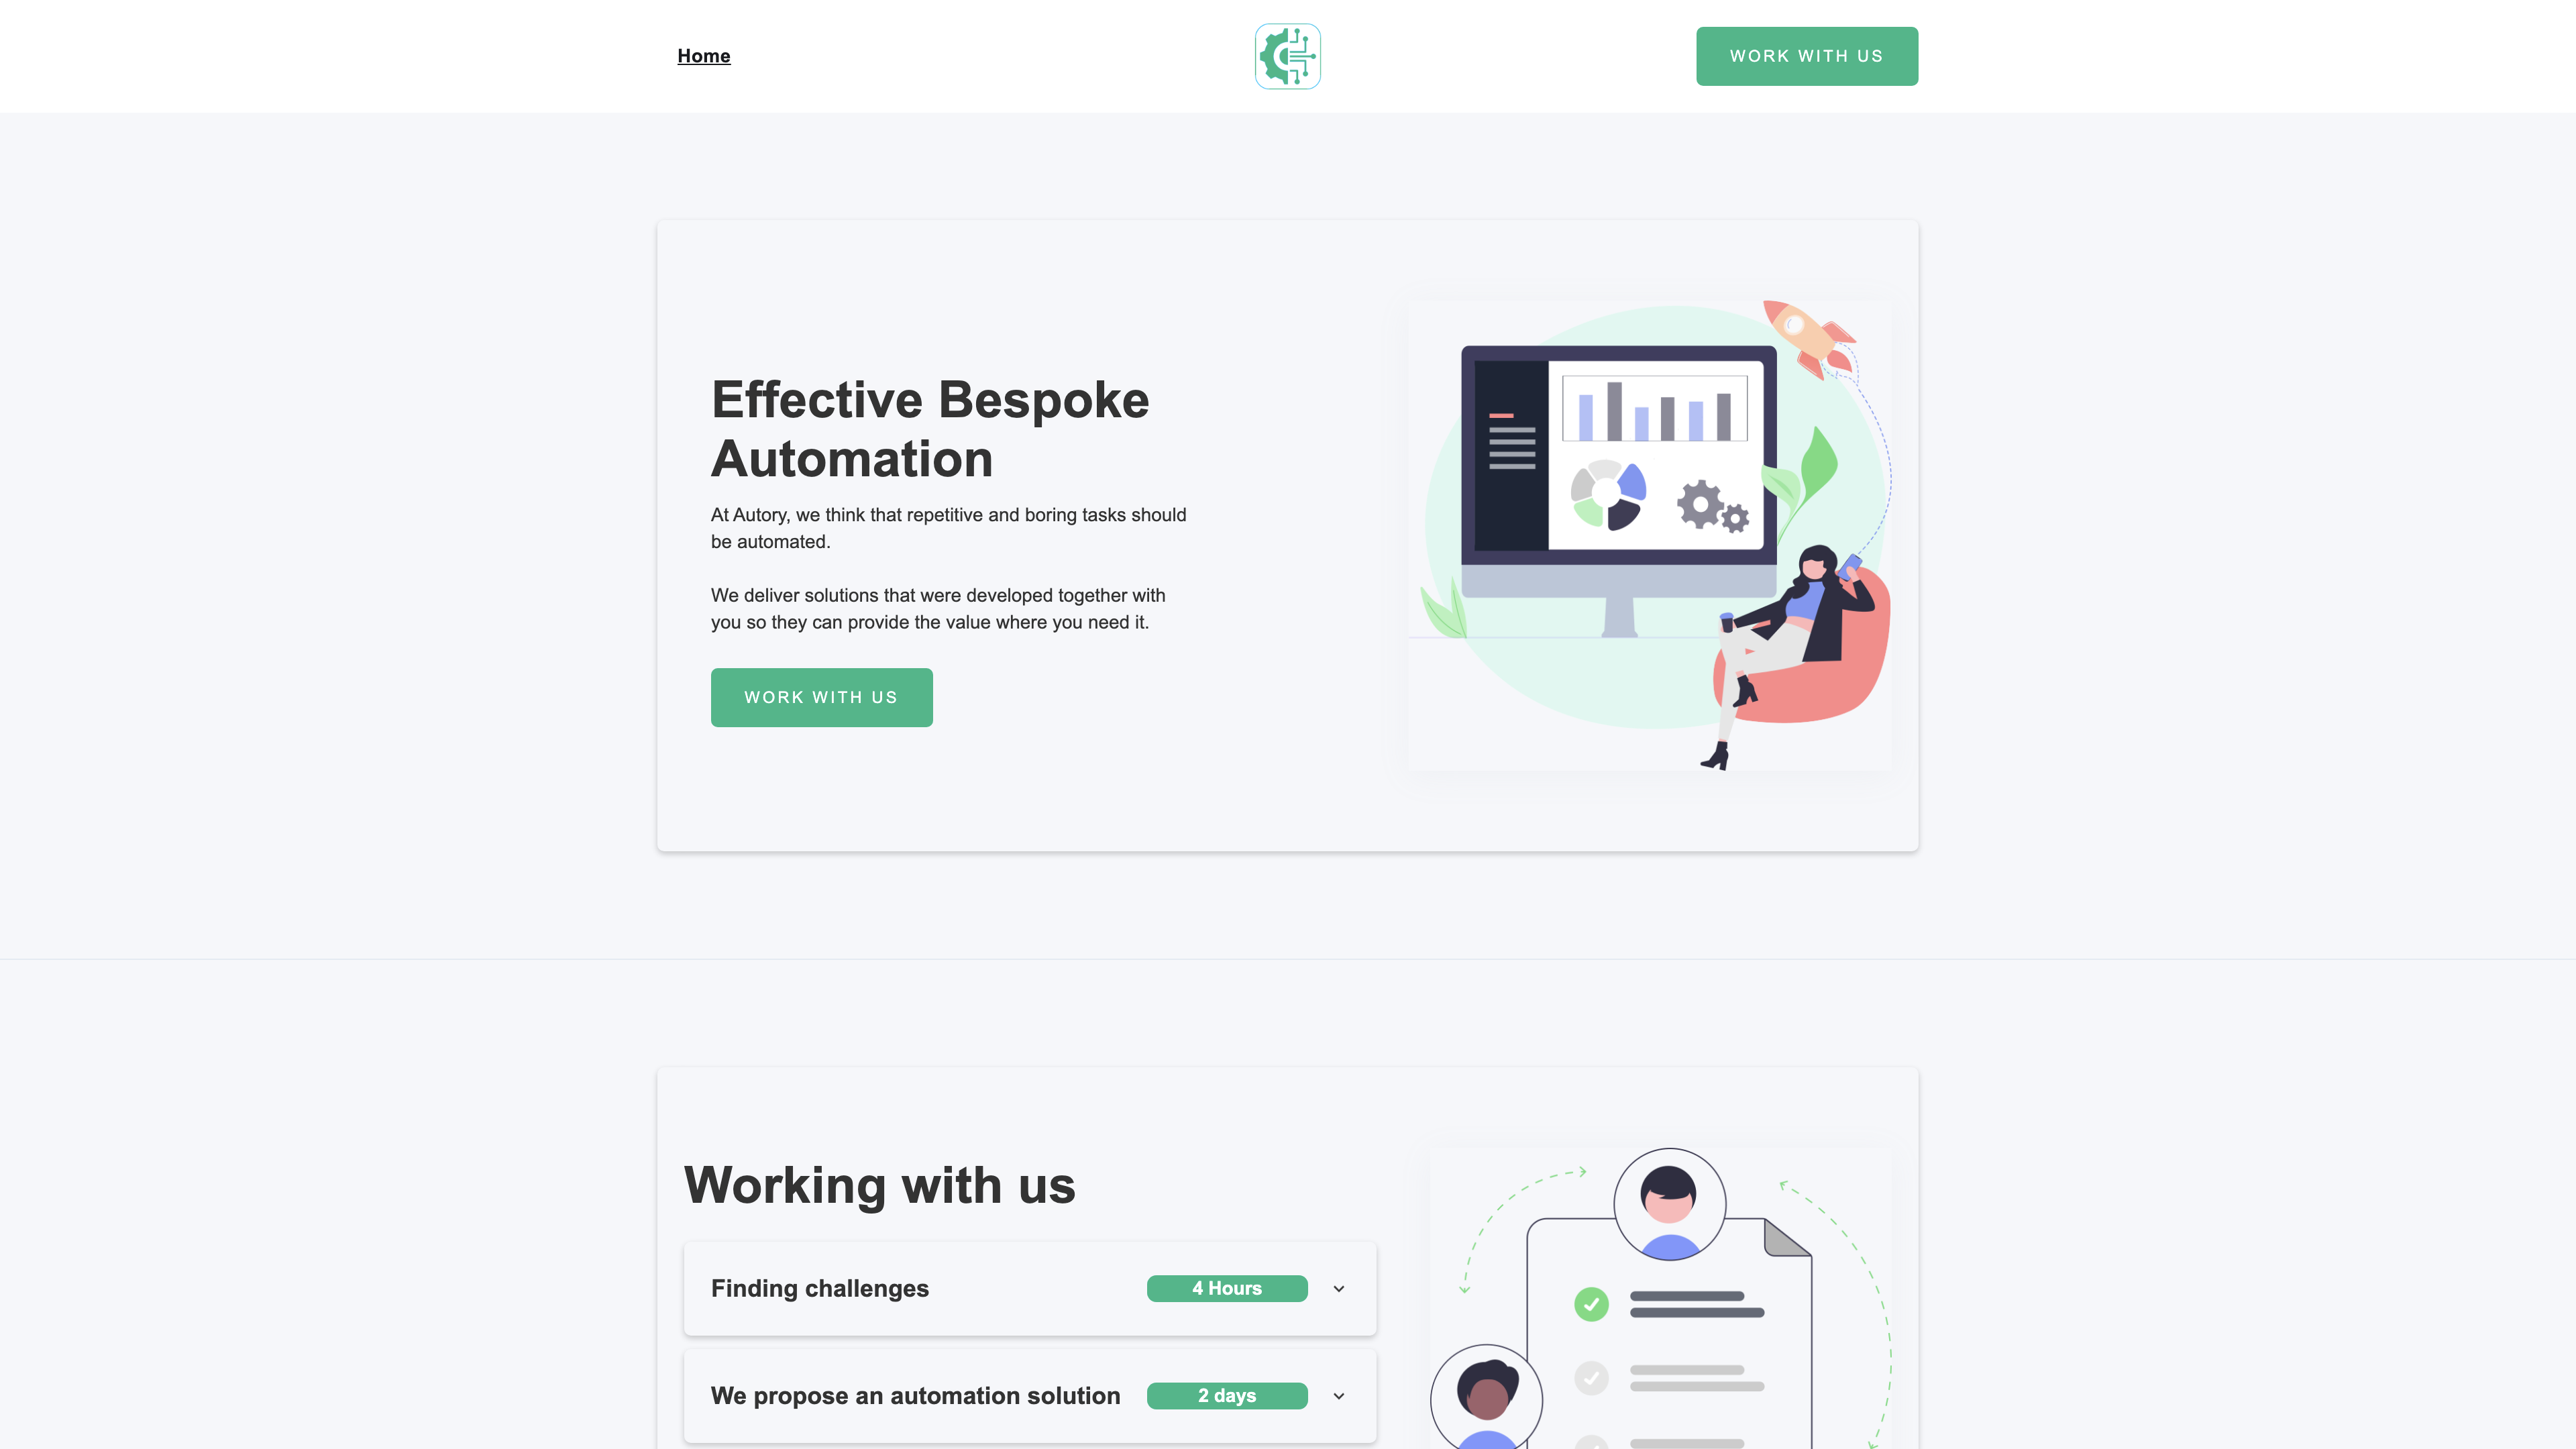 Home
WORK WITH US
Effective Bespoke
Automation
At Autory, we think that repetitive and boring tasks should
be automated.
We deliver solutions that were developed together with
you so they can provide the value where you need it.
WORK WITH US
Working with us
Finding challenges
4 Hours
We propose an automation solution
2 days